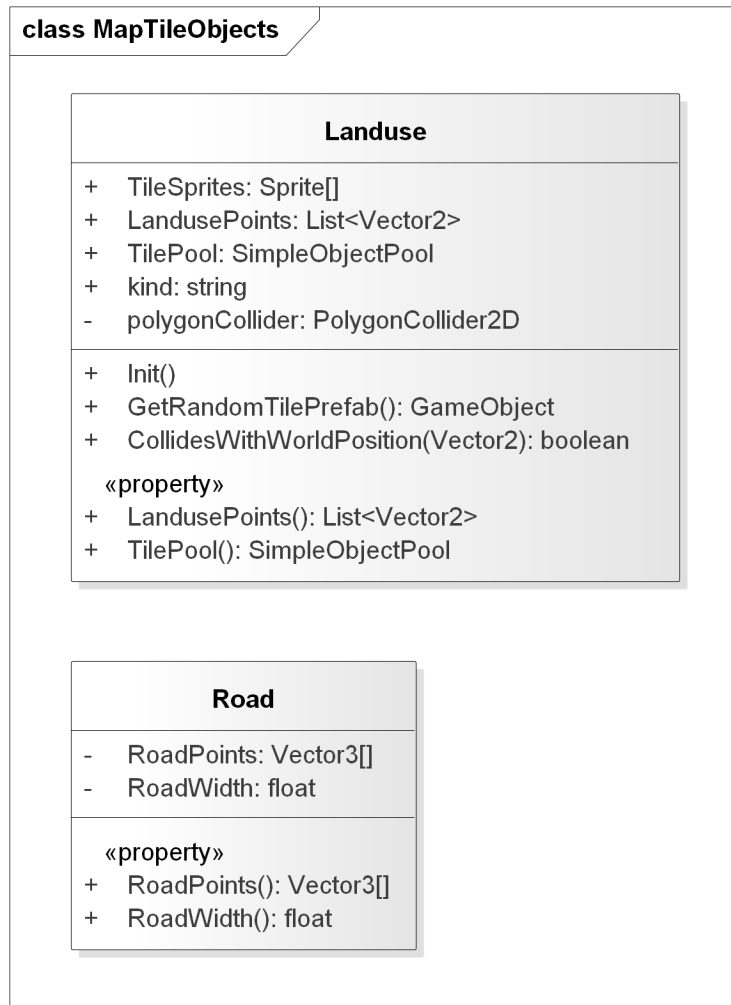 class MapTileObjects
Landuse
+ TileSprites: Sprite[]
+ LandusePoints: List<Vector2>
+ TilePool: SimpleObjectPool
+ kind: string
- polygonCollider: PolygonCollider2D
+ Init()
+ GetRandomTilePrefab(): GameObject
+ CollidesWithWorldPosition(Vector2): boolean
«property»
+ LandusePoints(): List<Vector2>
+ TilePool(): SimpleObjectPool
Road
- RoadPoints: Vector3[]
- RoadWidth: float
«property»
+ RoadPoints(): Vector3[]
+ RoadWidth(): float